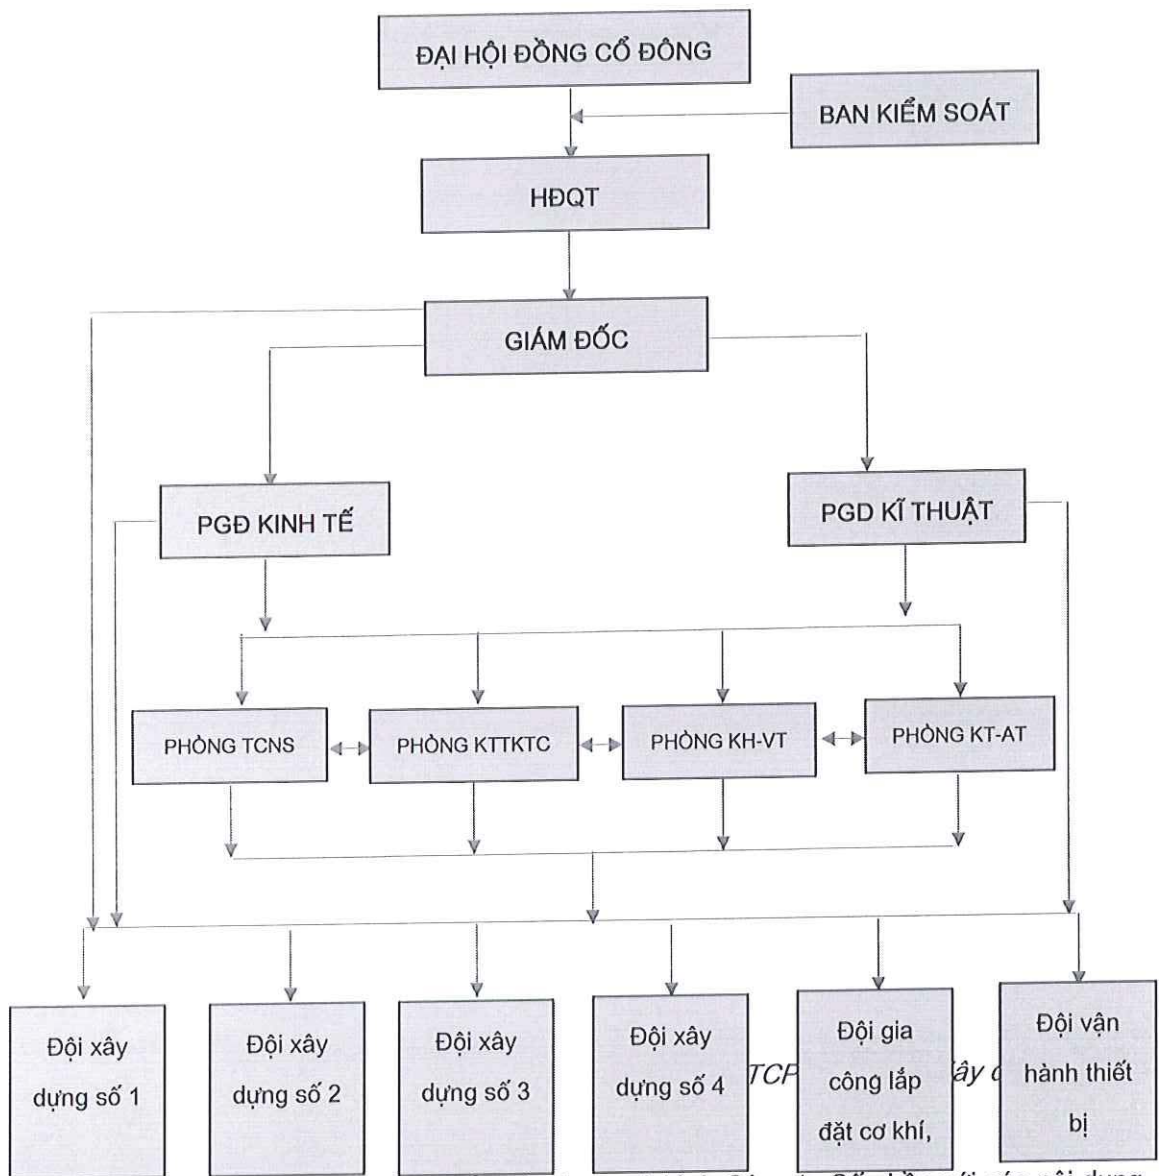 ĐẠI HỘI ĐỒNG CỔ ĐÔNG
BAN KIỂM SOÁT
HĐQT
GIÁM ĐỐC
PGĐ KINH TẾ
PGD KĨ THUẬT
PHÒNG TCNS
PHÒNG KTTKTC
PHÒNG KH-VT
PHÒNG KT-AT
Đội xây
dựng số 1
Đội xây
dựng số 2
Đội xây
dựng số 3
Đội xây
dựng số 4
Đội gia
công lắp
đặt cơ khí,
Đội vận
hành thiết
bị
TCP